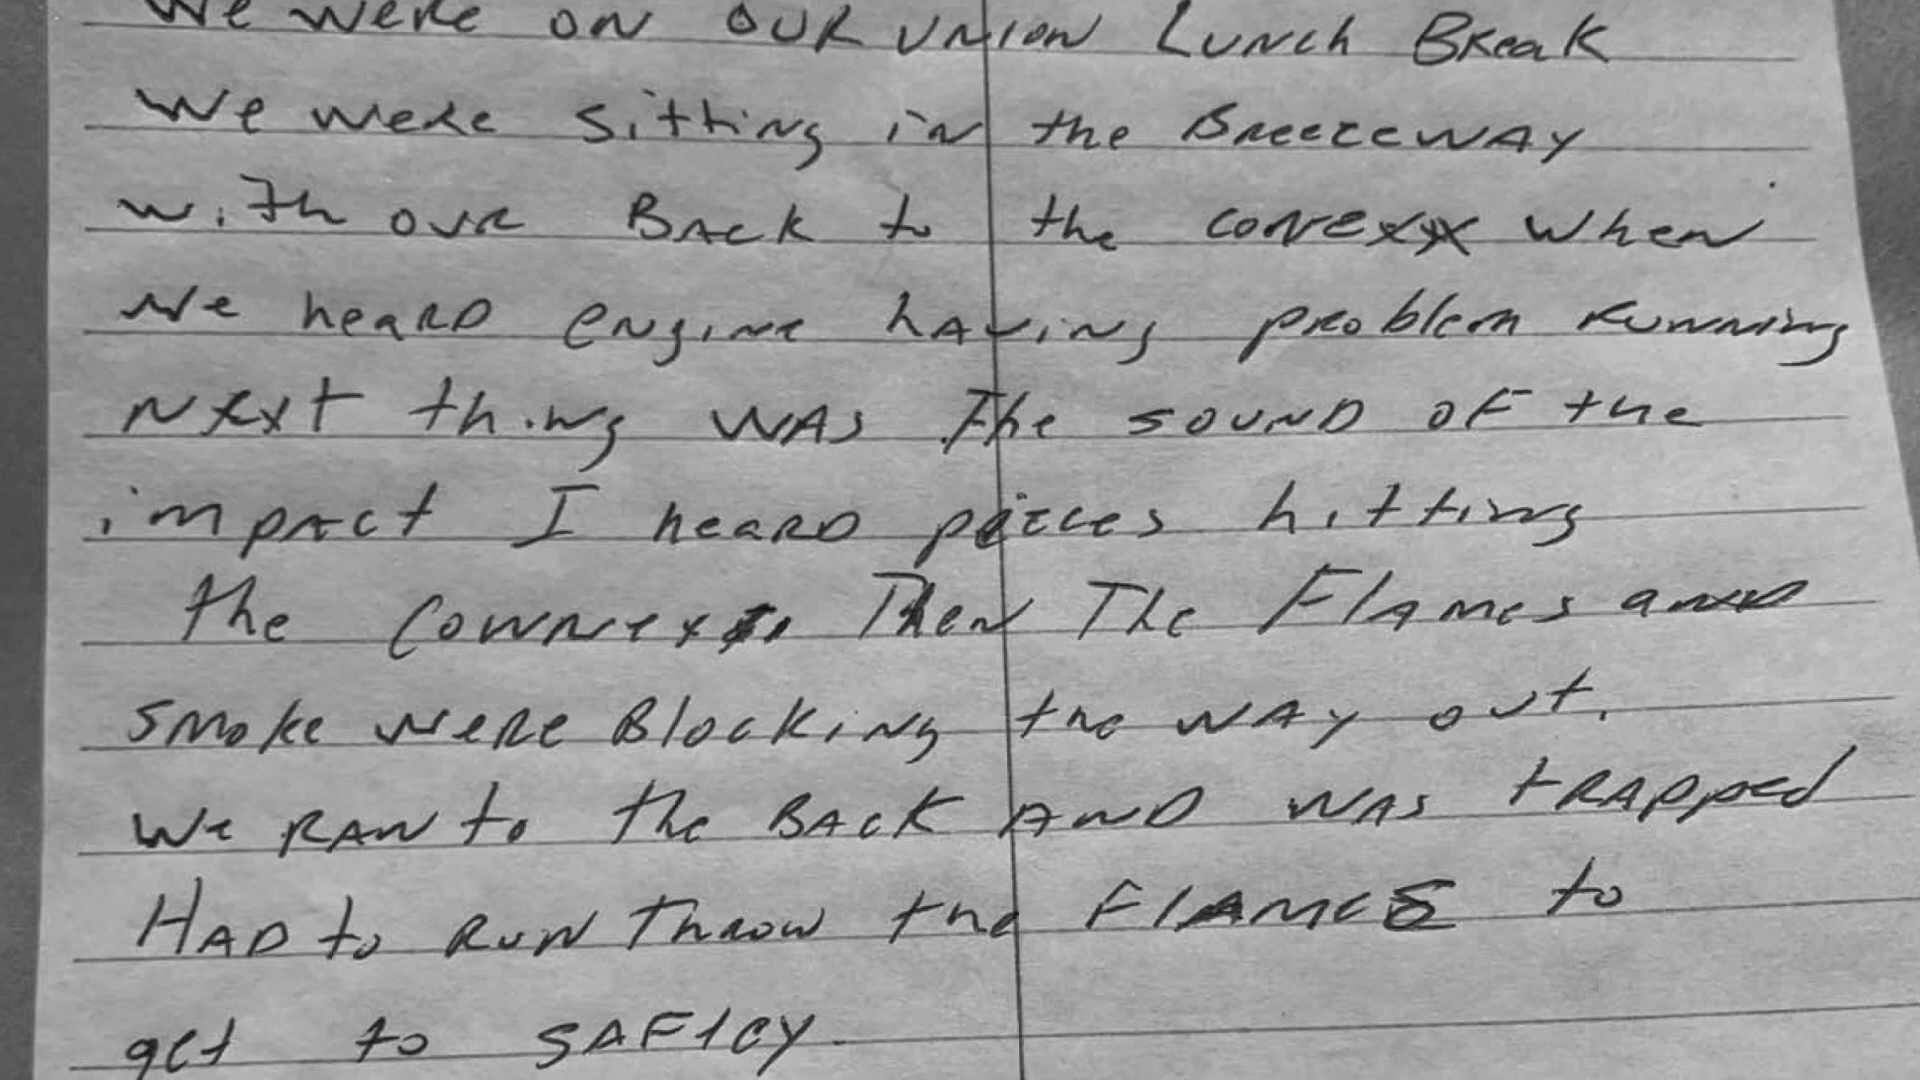 We were on our union Lunch Break
We were sitting in the Breezeway
with our Back to the conexx when
We heard engine having problem running
Next thing was The sound of the
impact I heard peices hitting
the Connex. Then The Flames and
smoke were Blocking the way out.
We ran to the Back And was trapped
Had to Run Throw the Flames to
get to saftey